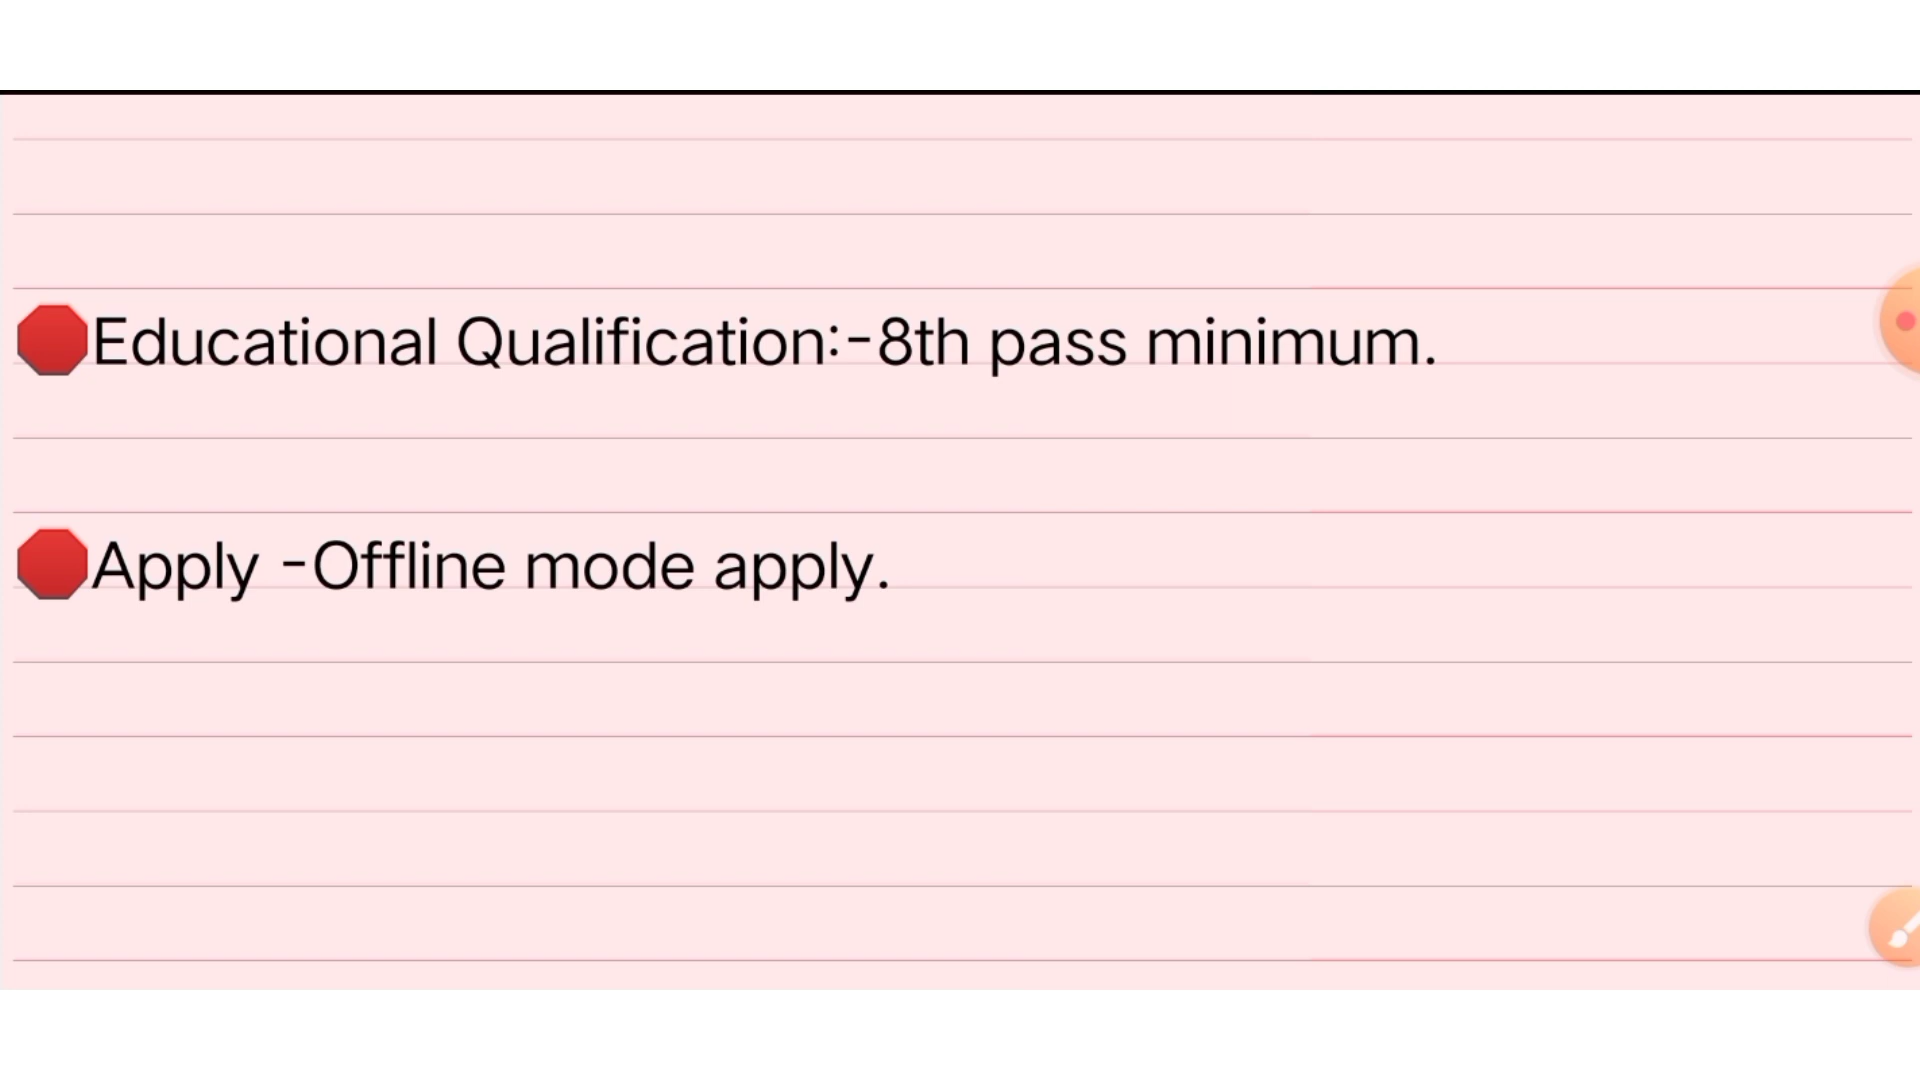 🛑Educational Qualification:-8th pass minimum.
🛑Apply -Offline mode apply.